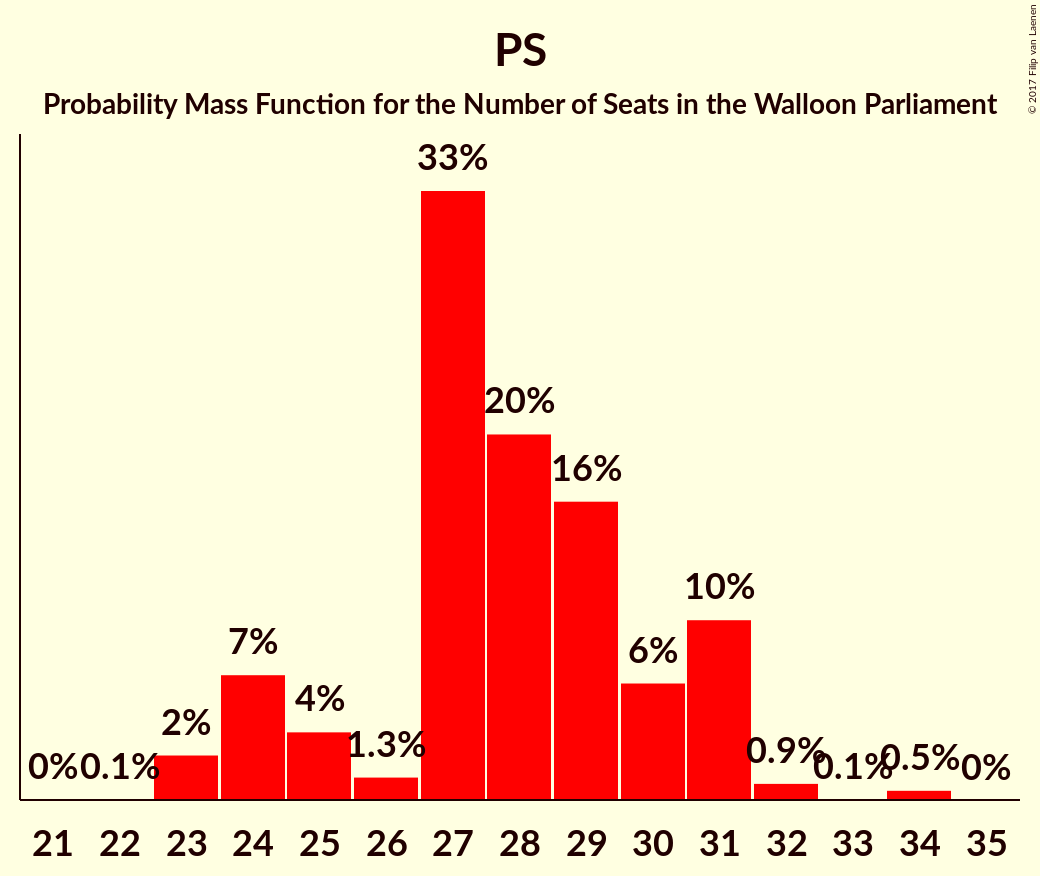 PS
Probability Mass Function for the Number of Seats in the Walloon Parliament
© 2017 Filip van Laenen
33%
20%
16%
10%
7%
6%
4%
2%
1.3%
0.9%
0.5%
0% 0.1% 0.1% 0%
21 22 23 24 25 26 27 28 29 30 31 32 33 34 35